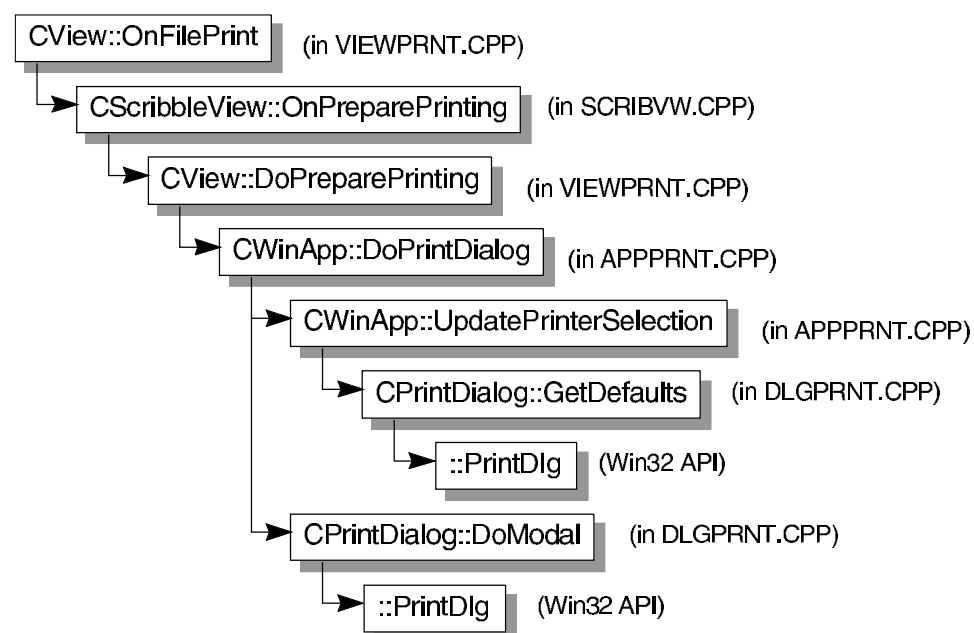 CView::OnFilePrint (in VIEWPRNT.CPP)
CScribbleView::OnPreparePrinting (in SCRIBVW.CPP)
CView::DoPreparePrinting (in VIEWPRNT.CPP)
CWinApp::DoPrintDialog (in APPPRNT.CPP)
CWinApp::UpdatePrinterSelection (in APPPRNT.CPP)
CPrintDialog::GetDefaults (in DLGPRNT.CPP)
::PrintDlg (Win32 API)
CPrintDialog::DoModal (in DLGPRNT.CPP)
::PrintDlg (Win32 API)